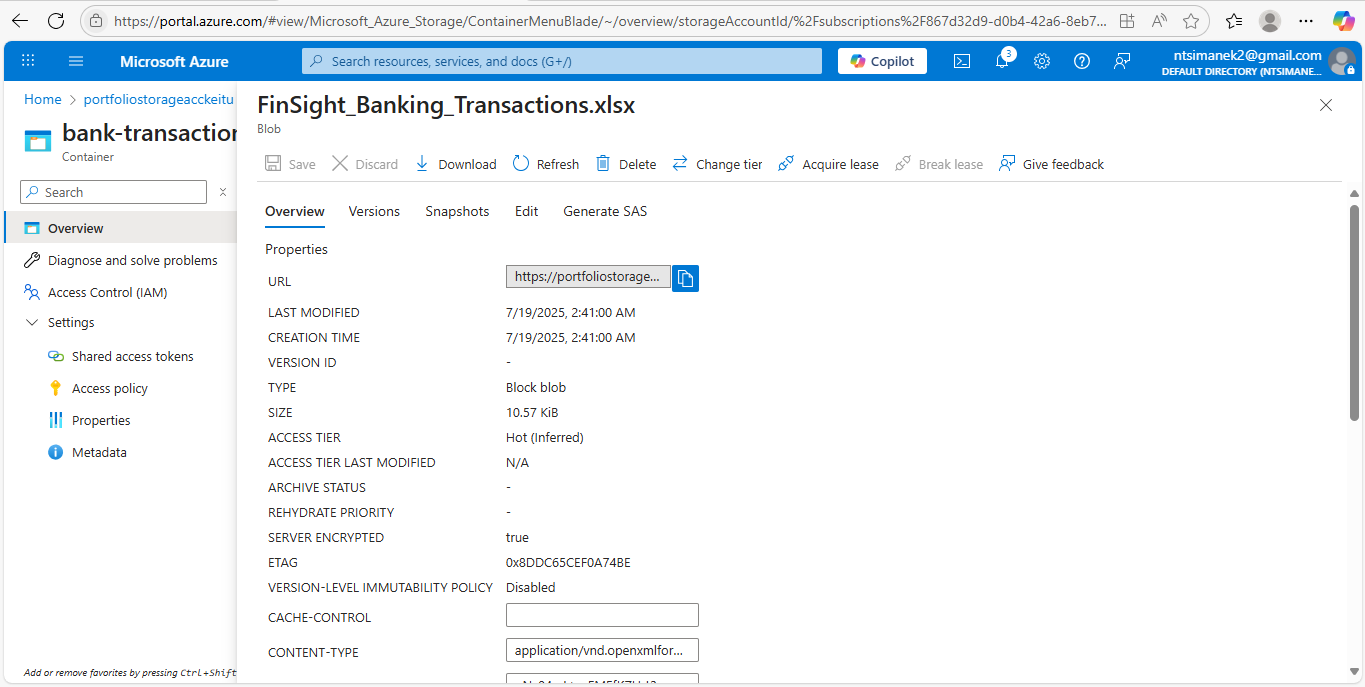 https://portal.azure.com/#view/Microsoft_Azure_Storage/ContainerMenuBlade/~/overview/storageAccountId/%2Fsubscriptions%2F867d32d9-d0b4-42a6-8eb7...
Microsoft Azure
Search resources, services, and docs (G+/)
Copilot
3
ntsimanek2@gmail.com
DEFAULT DIRECTORY (NTSIMANE...
Home > portfoliostorageacckeitu
bank-transaction
Container
Search
Overview
Diagnose and solve problems
Access Control (IAM)
Settings
Shared access tokens
Access policy
Properties
Metadata
Add or remove favorites by pressing Ctrl+Shift
FinSight_Banking_Transactions.xlsx
Blob
Save Discard Download Refresh Delete Change tier Acquire lease Break lease Give feedback
Overview Versions Snapshots Edit Generate SAS
Properties
URL https://portfoliostorage...
LAST MODIFIED 7/19/2025, 2:41:00 AM
CREATION TIME 7/19/2025, 2:41:00 AM
VERSION ID -
TYPE Block blob
SIZE 10.57 KiB
ACCESS TIER Hot (Inferred)
ACCESS TIER LAST MODIFIED N/A
ARCHIVE STATUS -
REHYDRATE PRIORITY -
SERVER ENCRYPTED true
ETAG 0x8DDC65CEF0A74BE
VERSION-LEVEL IMMUTABILITY POLICY Disabled
CACHE-CONTROL
CONTENT-TYPE application/vnd.openxmlfor...